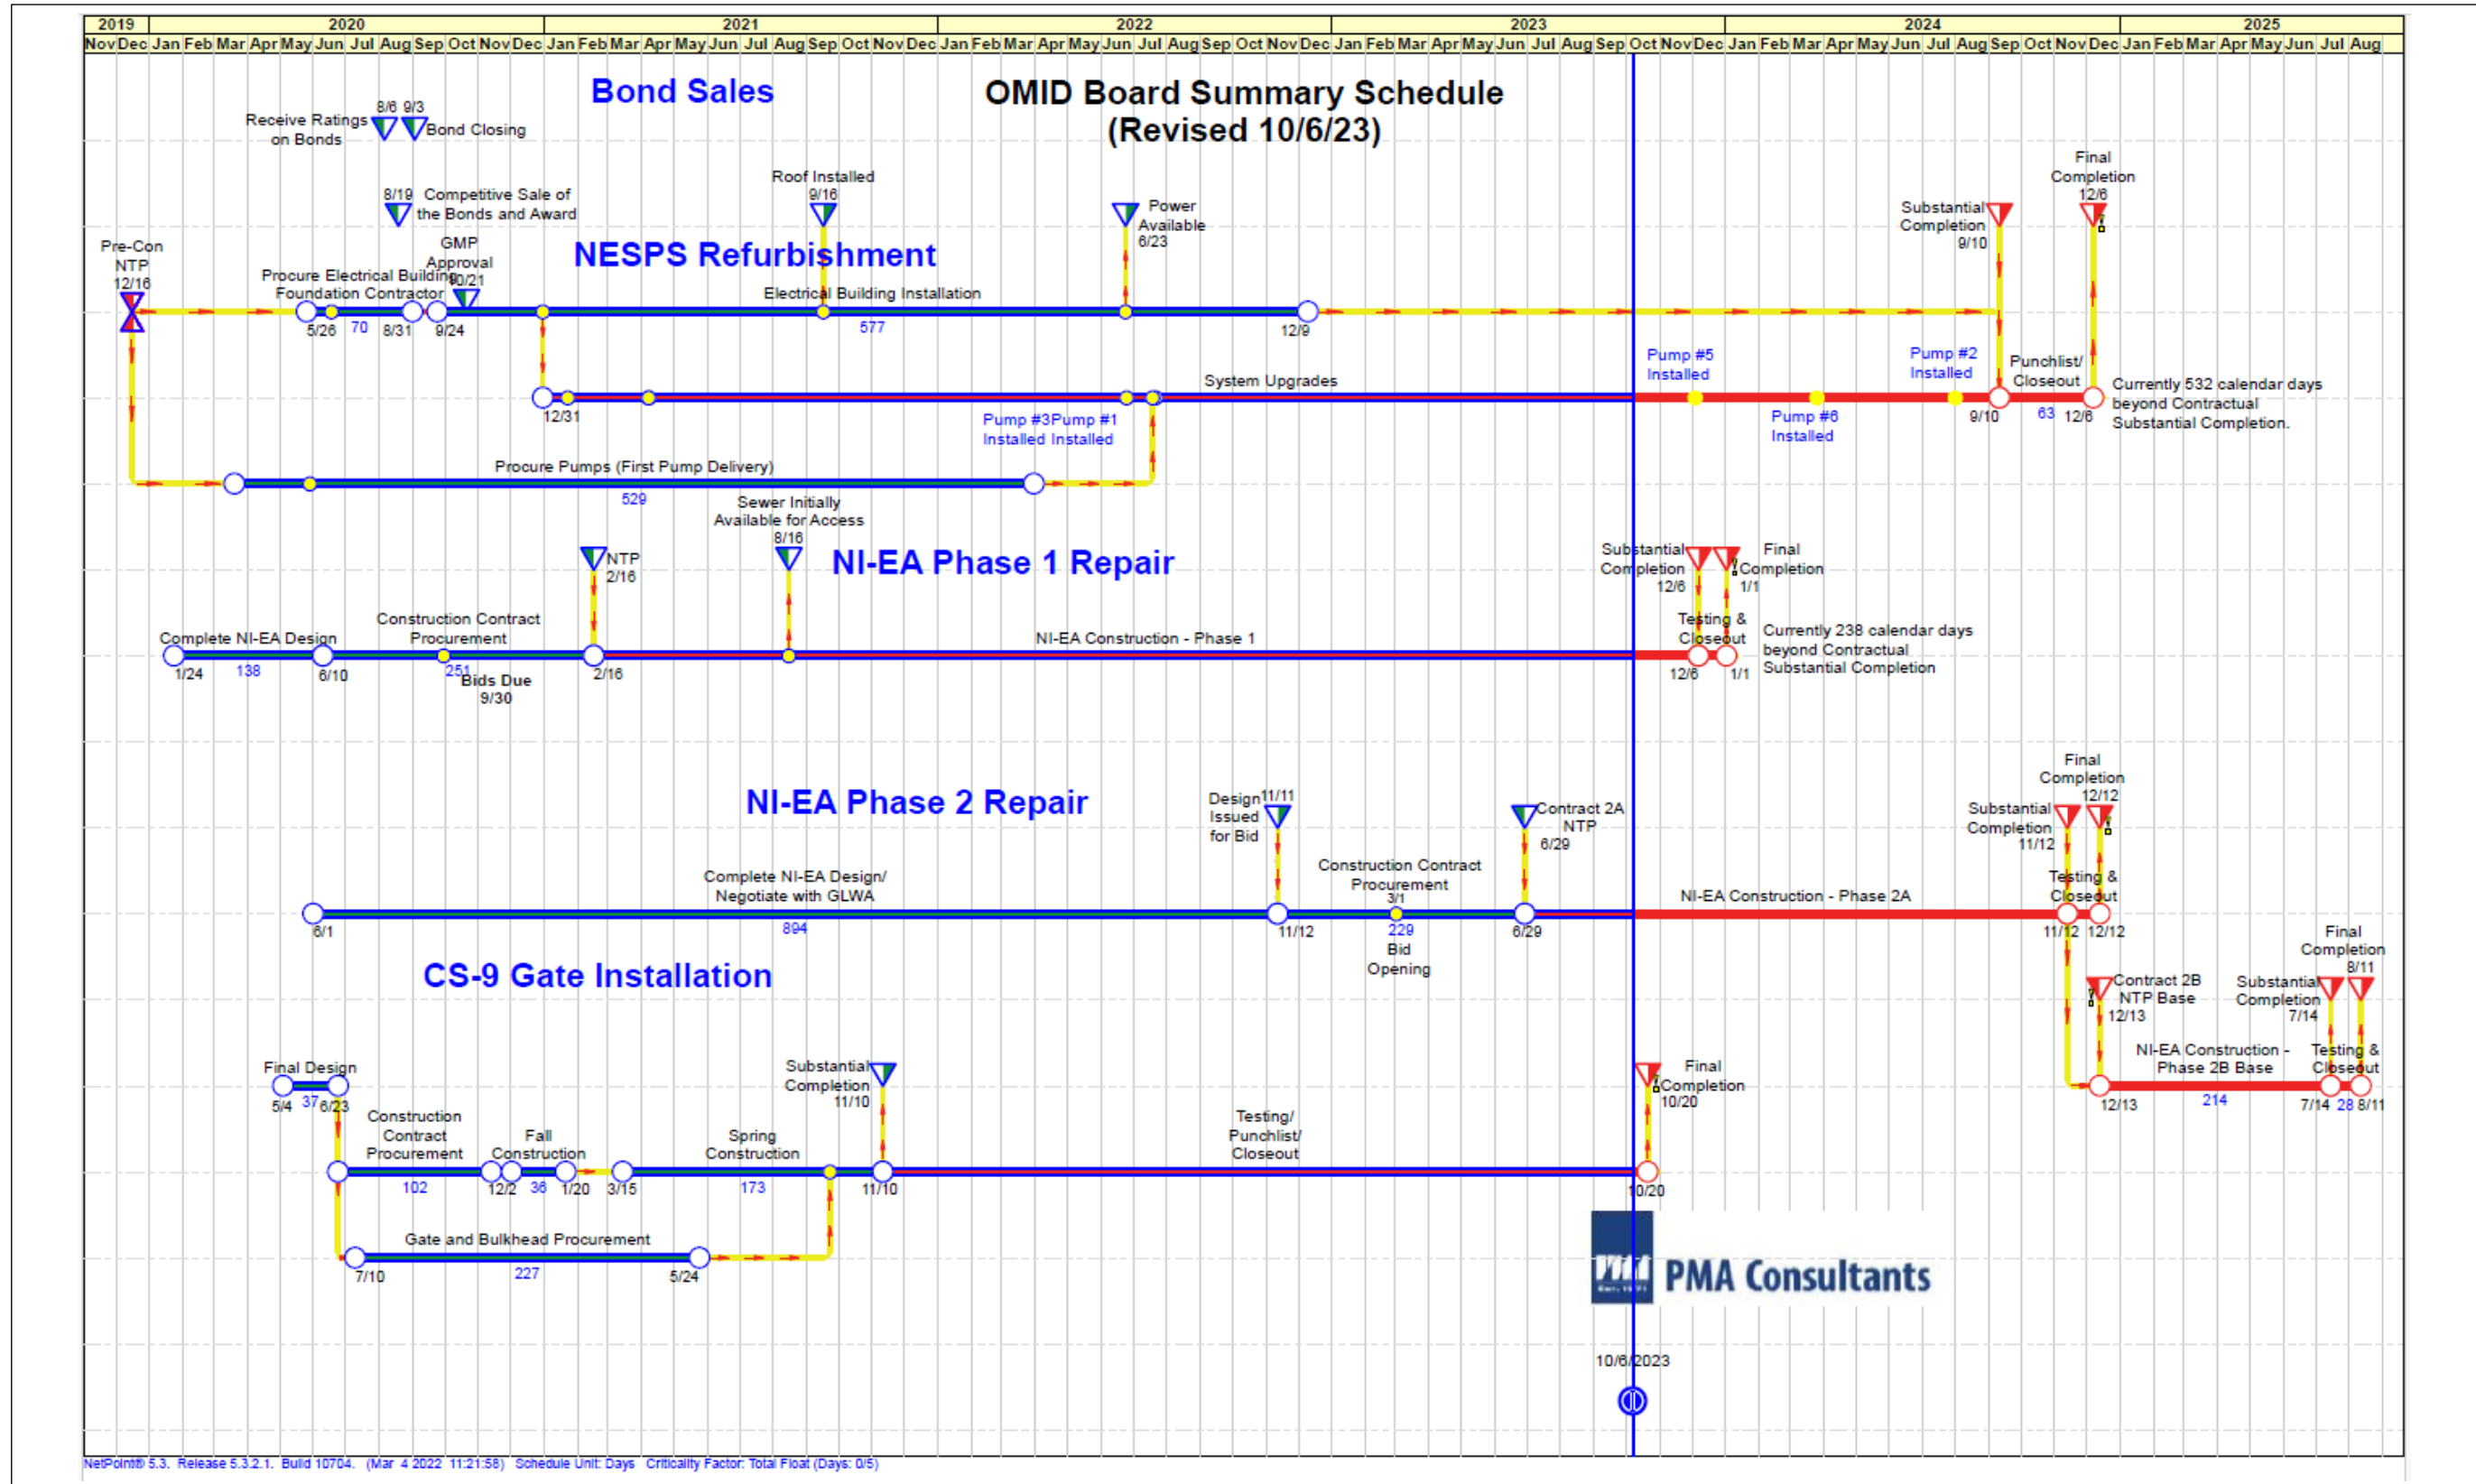 2019 2020 2021 2022 2023 2024 2025
Nov Dec Jan Feb Mar Apr May Jun Jul Aug Sep Oct Nov Dec Jan Feb Mar Apr May Jun Jul Aug Sep Oct Nov Dec Jan Feb Mar Apr May Jun Jul Aug Sep Oct Nov Dec Jan Feb Mar Apr May Jun Jul Aug Sep Oct Nov Dec Jan Feb Mar Apr May Jun Jul Aug Sep Oct Nov Dec Jan Feb Mar Apr May Jun Jul Aug
OMID Board Summary Schedule
(Revised 10/6/23)
Bond Sales
8/6 9/3
Receive Ratings
on Bonds
Bond Closing
8/19
Competitive Sale of
the Bonds and Award
NESPS Refurbishment
Pre-Con
NTP
12/16
Procure Electrical Building
Foundation Contractor
GMP
Approval
10/21
Roof Installed
9/16
Power
Available
6/23
Substantial
Completion
9/10
Final
Completion
12/6
Electrical Building Installation
5/26 70 8/31 9/24 577 12/9
System Upgrades
12/31
Pump #3 Pump #1
Installed Installed
Pump #5
Installed
Pump #6
Installed
Pump #2
Installed
Punchlist/
Closeout
9/10 63 12/6
Currently 532 calendar days
beyond Contractual
Substantial Completion.
Procure Pumps (First Pump Delivery)
529
NI-EA Phase 1 Repair
NTP
2/16
Sewer Initially
Available for Access
8/16
Substantial
Completion
12/6
Final
Completion
1/1
Complete NI-EA Design
Construction Contract
Procurement
NI-EA Construction - Phase 1
Testing &
Closeout
1/24 138 6/10 251 2/16 12/6 1/1
Bids Due
9/30
Currently 238 calendar days
beyond Contractual
Substantial Completion
NI-EA Phase 2 Repair
Design
Issued
for Bid
11/11
Contract 2A
NTP
6/29
Substantial
Completion
11/12
Final
Completion
12/12
Complete NI-EA Design/
Negotiate with GLWA
Construction Contract
Procurement
3/1
NI-EA Construction - Phase 2A
Testing &
Closeout
6/1 894 11/12 229 6/29 11/12 12/12
Bid
Opening
Contract 2B
NTP Base
12/13
Substantial
Completion
7/14
Final
Completion
8/11
NI-EA Construction -
Phase 2B Base
Testing &
Closeout
12/13 214 7/14 28 8/11
CS-9 Gate Installation
Final Design
5/4 37 6/23
Construction
Contract
Procurement
Fall
Construction
Spring
Construction
Substantial
Completion
11/10
Testing/
Punchlist/
Closeout
Final
Completion
10/20
102 12/2 36 1/20 3/15 173 11/10 10/20
Gate and Bulkhead Procurement
7/10 227 5/24
PMA Consultants
10/6/2023
NetPoint® 5.3. Release 5.3.2.1. Build 10704. (Mar 4 2022 11:21:58) Schedule Unit: Days Criticality Factor: Total Float (Days: 0/5)